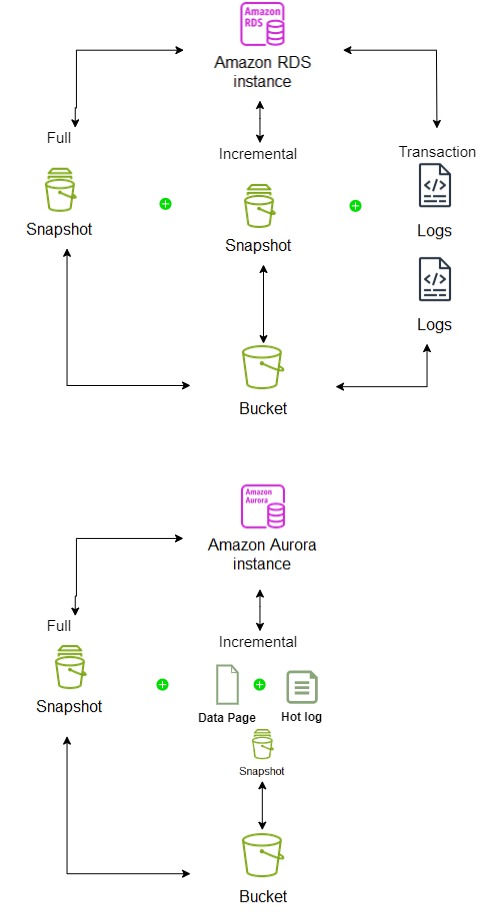 Amazon
RDS
Amazon RDS
instance
Full
Incremental
Transaction
Snapshot
Snapshot
Logs
Logs
Bucket
Amazon
Aurora
Amazon Aurora
instance
Full
Incremental
Snapshot
Data Page
Hot log
Snapshot
Bucket